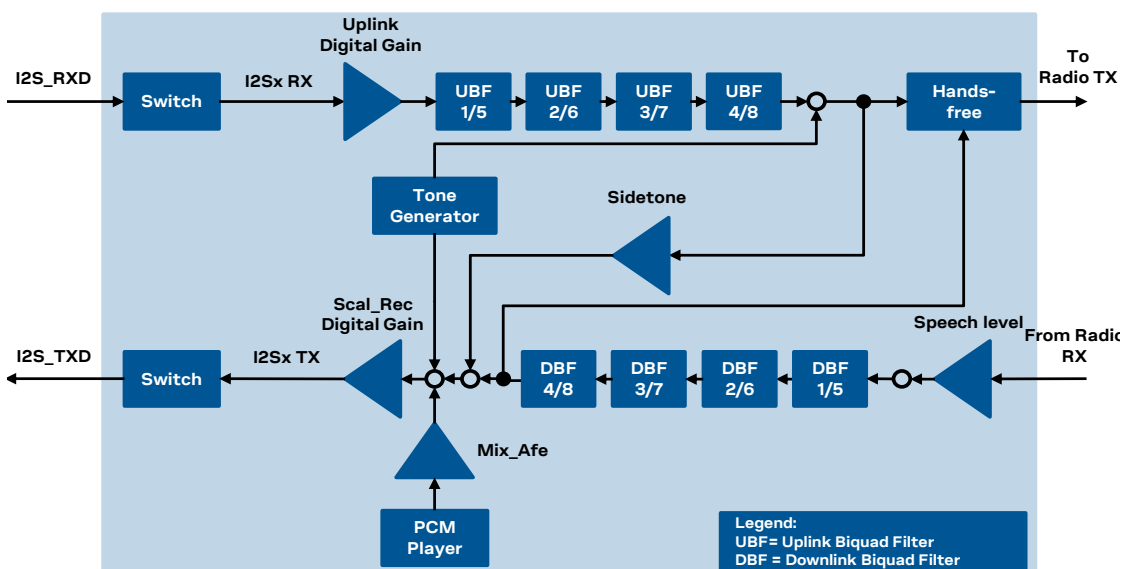 Uplink
Digital Gain
I2S_RXD
Switch
I2Sx RX
UBF
1/5
UBF
2/6
UBF
3/7
UBF
4/8
Hands-
free
To
Radio TX
Tone
Generator
Sidetone
Scal_Rec
Digital Gain
Speech level
From Radio
RX
I2S_TXD
Switch
I2Sx TX
DBF
4/8
DBF
3/7
DBF
2/6
DBF
1/5
Mix_Afe
PCM
Player
Legend:
UBF= Uplink Biquad Filter
DBF = Downlink Biquad Filter